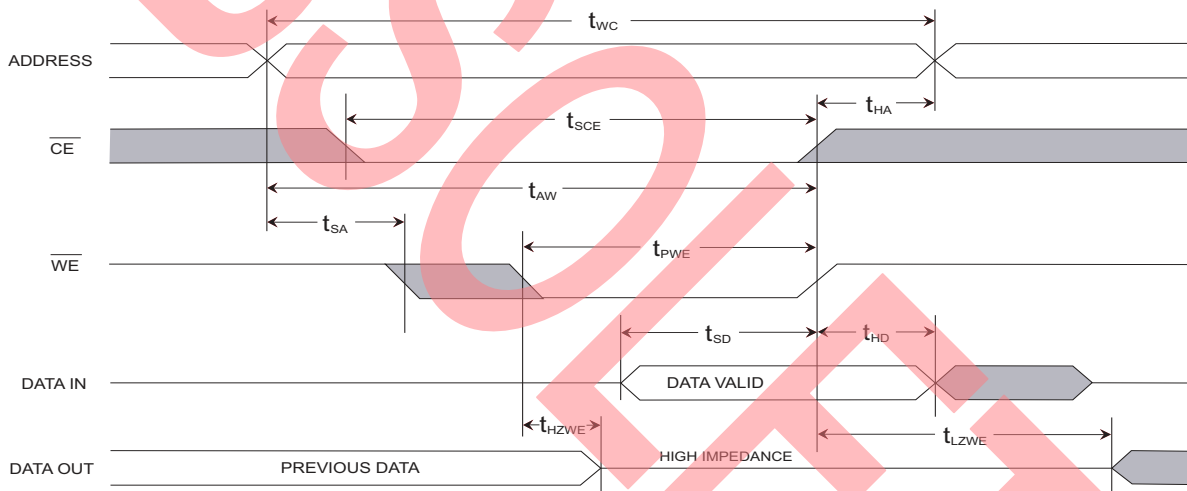 tWC
ADDRESS
tHA
tSCE
CE
tAW
tSA
WE
tPWE
tSD
tHD
DATA IN
DATA VALID
tHZWE
tLZWE
HIGH IMPEDANCE
DATA OUT
PREVIOUS DATA